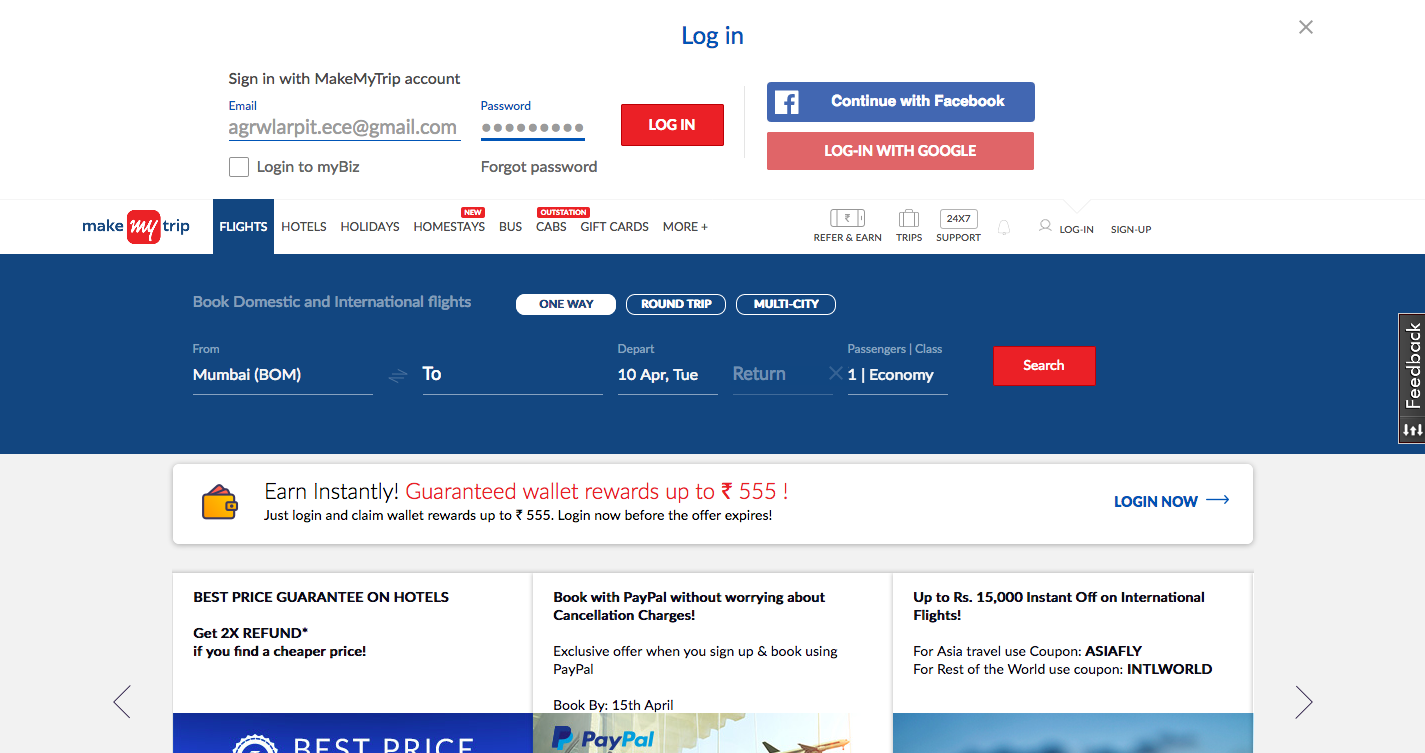 Log in
Sign in with MakeMyTrip account
Email
Password
agrwlarpit.ece@gmail.com
LOG IN
Login to myBiz
Forgot password
Continue with Facebook
LOG-IN WITH GOOGLE
make my trip
FLIGHTS
HOTELS
HOLIDAYS
NEW
HOMESTAYS
BUS
OUTSTATION
CABS
GIFT CARDS
MORE +
₹
REFER & EARN
TRIPS
24X7
SUPPORT
LOG-IN
SIGN-UP
Book Domestic and International flights
ONE WAY
ROUND TRIP
MULTI-CITY
From
Mumbai (BOM)
To
Depart
10 Apr, Tue
Return
Passengers | Class
1 | Economy
Search
Feedback
Earn Instantly! Guaranteed wallet rewards up to ₹ 555 !
Just login and claim wallet rewards up to ₹ 555. Login now before the offer expires!
LOGIN NOW
BEST PRICE GUARANTEE ON HOTELS
Get 2X REFUND*
if you find a cheaper price!
BEST PRICE
Book with PayPal without worrying about
Cancellation Charges!
Exclusive offer when you sign up & book using
PayPal
Book By: 15th April
PayPal
Up to Rs. 15,000 Instant Off on International
Flights!
For Asia travel use Coupon: ASIAFLY
For Rest of the World use coupon: INTLWORLD